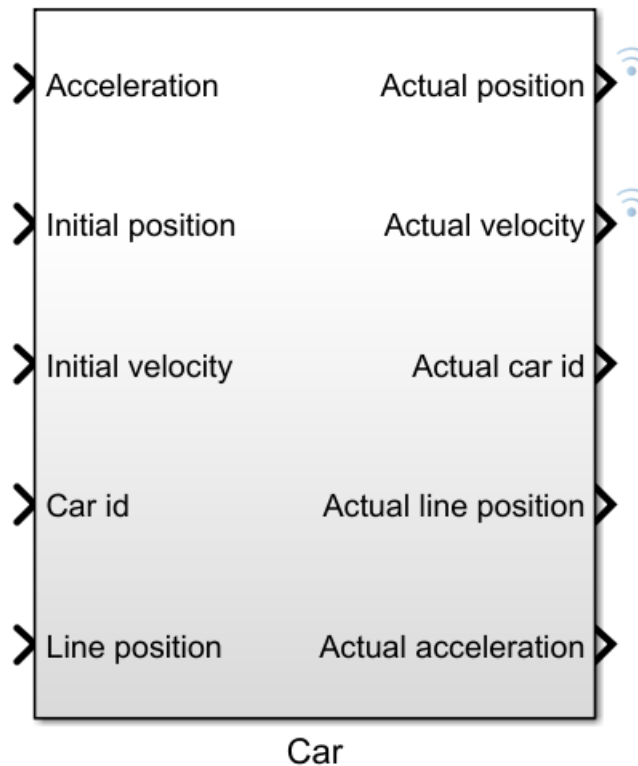 Acceleration
Actual position
Initial position
Actual velocity
Initial velocity
Actual car id
Car id
Actual line position
Line position
Actual acceleration
Car